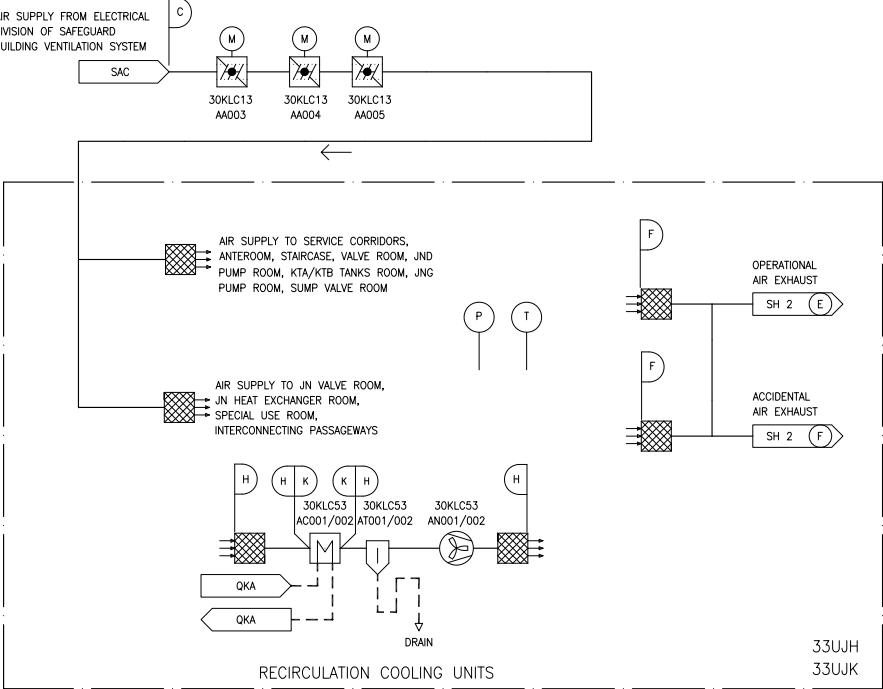 C
SUPPLY FROM ELECTRICAL
OF SAFEGUARD
VENTILATION SYSTEM
SAC
M
M
M
30KLC13
AA003
30KLC13
AA004
30KLC13
AA005
AIR SUPPLY TO SERVICE CORRIDORS,
ANTEROOM, STAIRCASE, VALVE ROOM, JND
PUMP ROOM, KTA/KTB TANKS ROOM, JNG
PUMP ROOM, SUMP VALVE ROOM
P
T
F
OPERATIONAL
AIR EXHAUST
SH 2 E
F
ACCIDENTAL
AIR EXHAUST
SH 2 F
AIR SUPPLY TO JN VALVE ROOM,
JN HEAT EXCHANGER ROOM,
SPECIAL USE ROOM,
INTERCONNECTING PASSAGEWAYS
H
H K
K H
H
30KLC53
AC001/002
30KLC53
AT001/002
30KLC53
AN001/002
QKA
QKA
DRAIN
RECIRCULATION COOLING UNITS
33UJH
33UJK